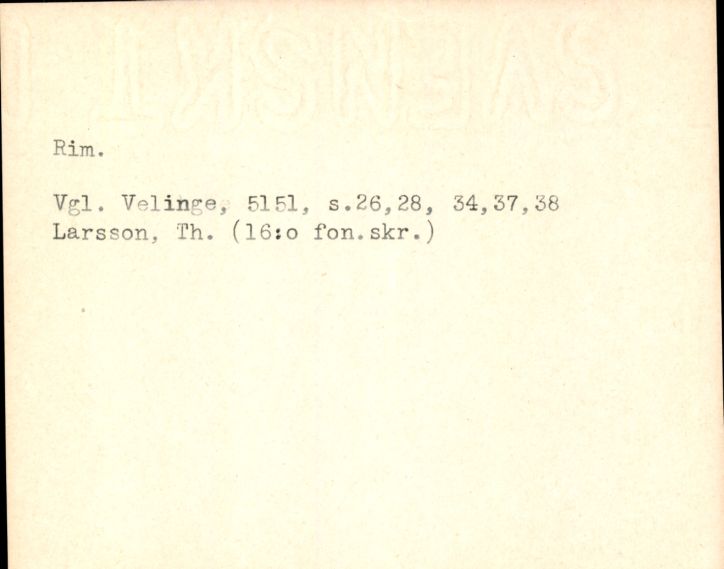 Rim.
Vgl. Velinge, 5151, s.26,28, 34,37,38
Larsson, Th. (16:o fon.skr.)